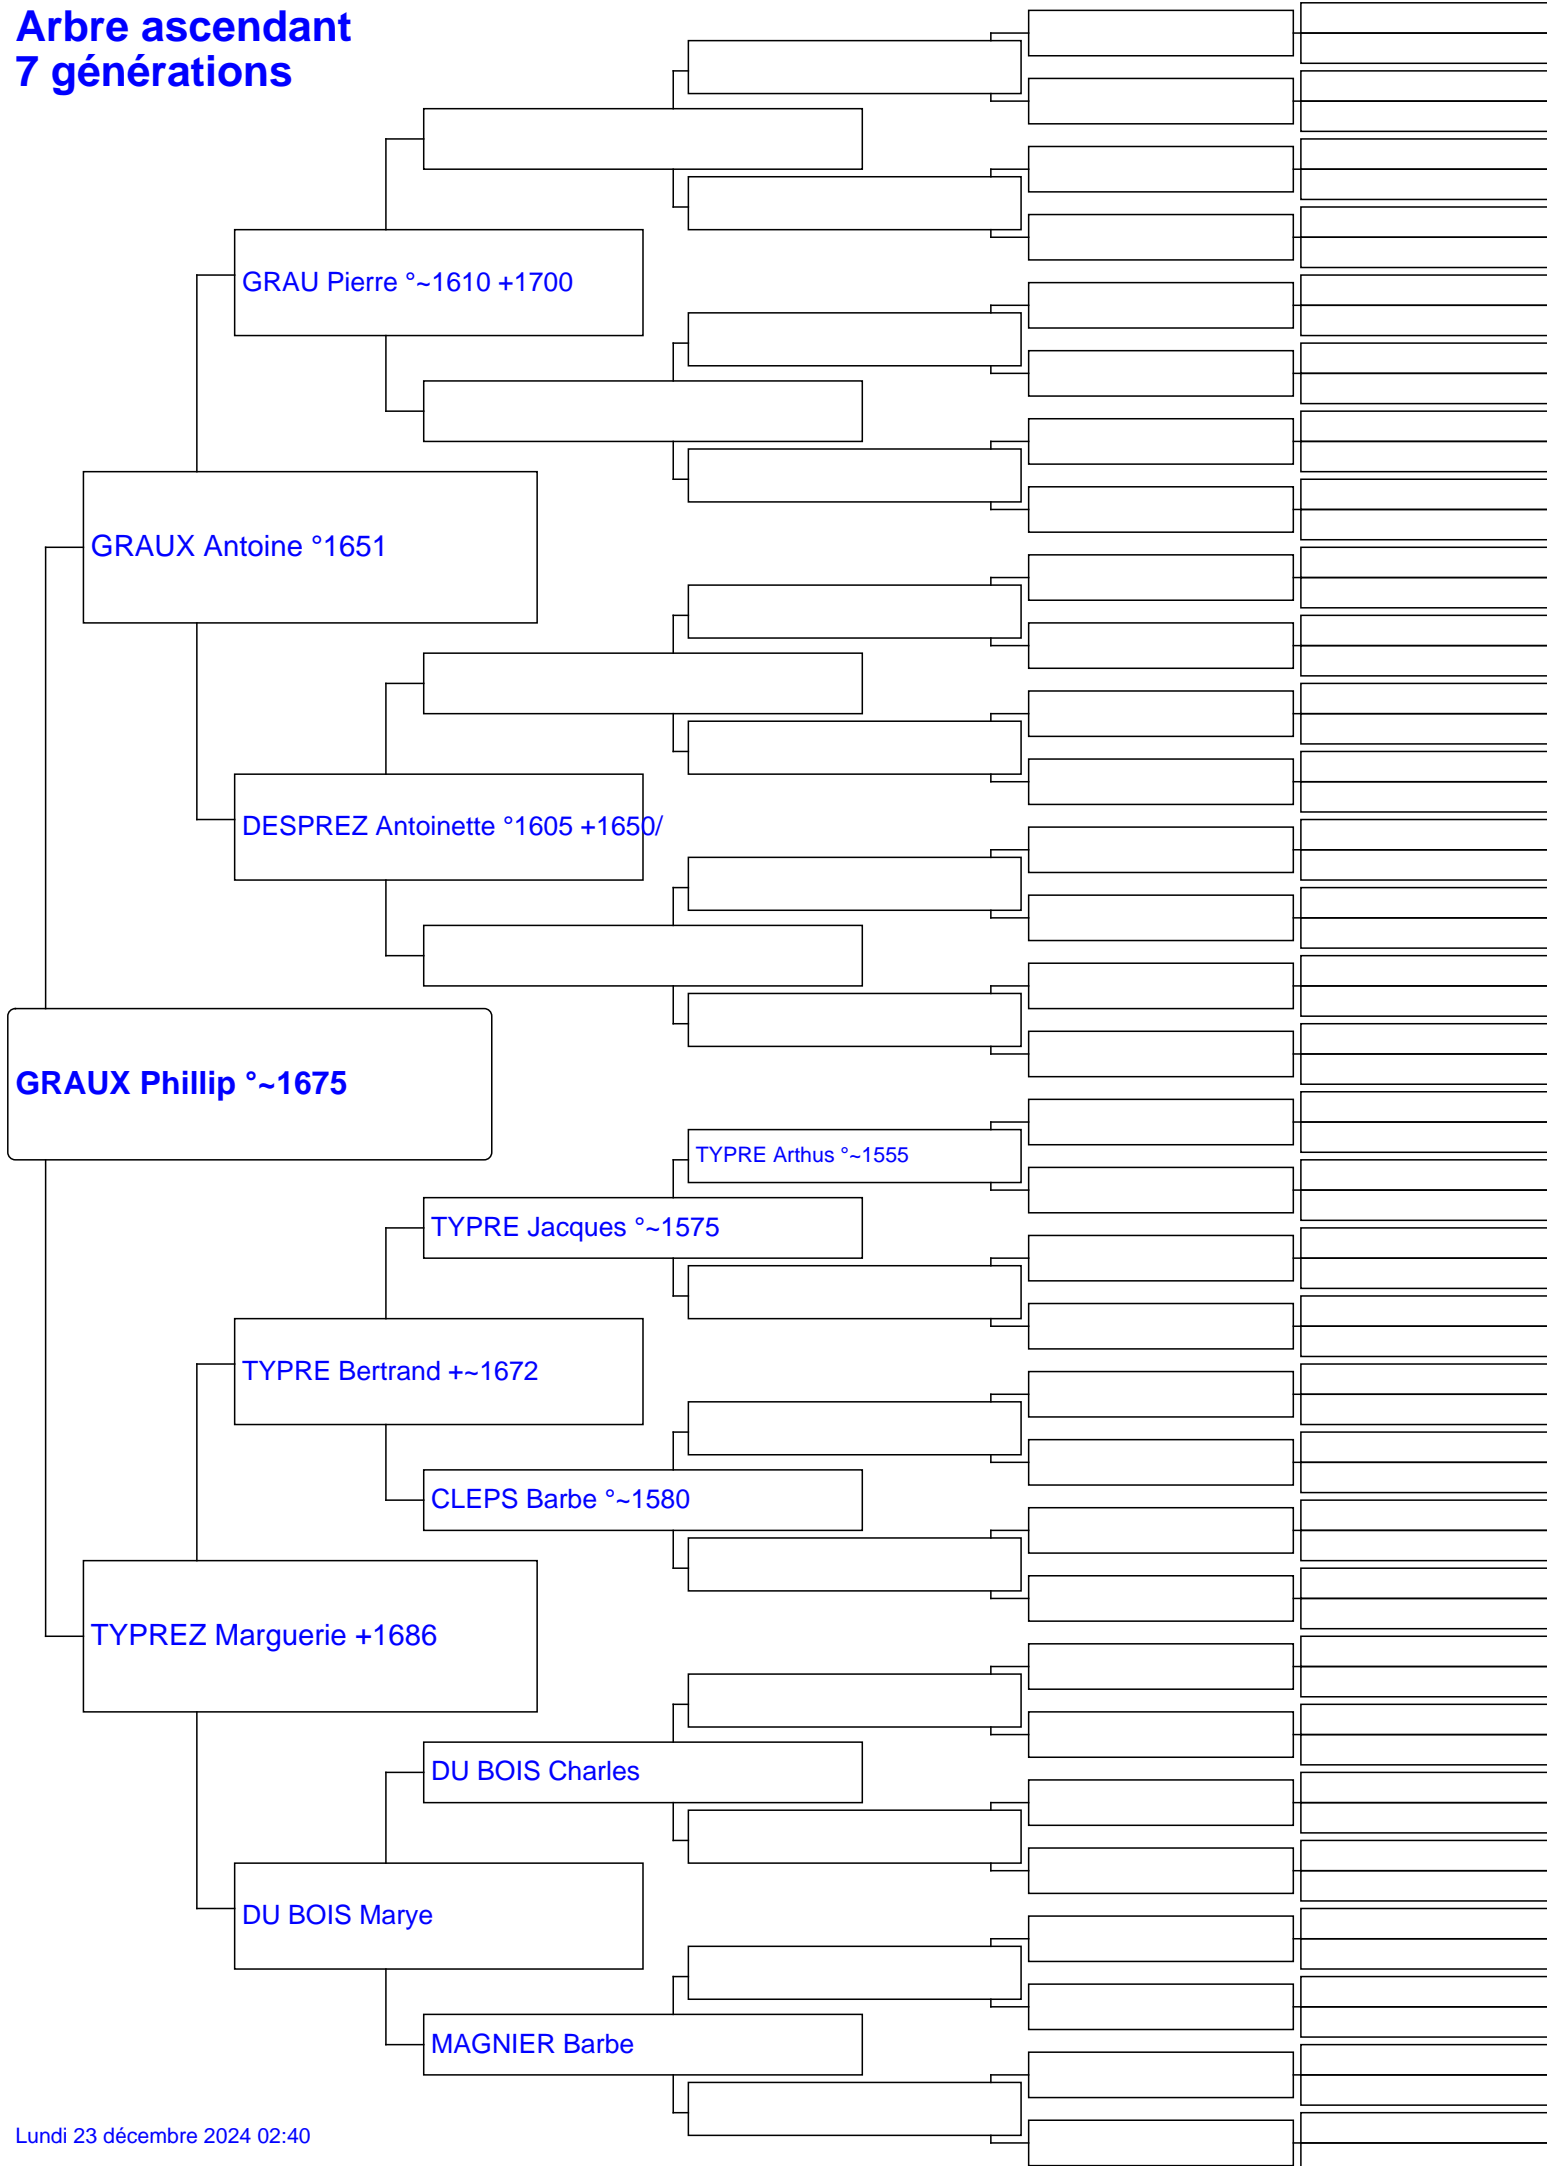 Arbre ascendant
7 générations
GRAU Pierre °~1610 +1700
GRAUX Antoine °1651
DESPREZ Antoinette °1605 +1650/
GRAUX Phillip °~1675
TYPRE Arthus °~1555
TYPRE Jacques °~1575
TYPRE Bertrand +~1672
CLEPS Barbe °~1580
TYPREZ Marguerie +1686
DU BOIS Charles
DU BOIS Marye
MAGNIER Barbe
Lundi 23 décembre 2024 02:40